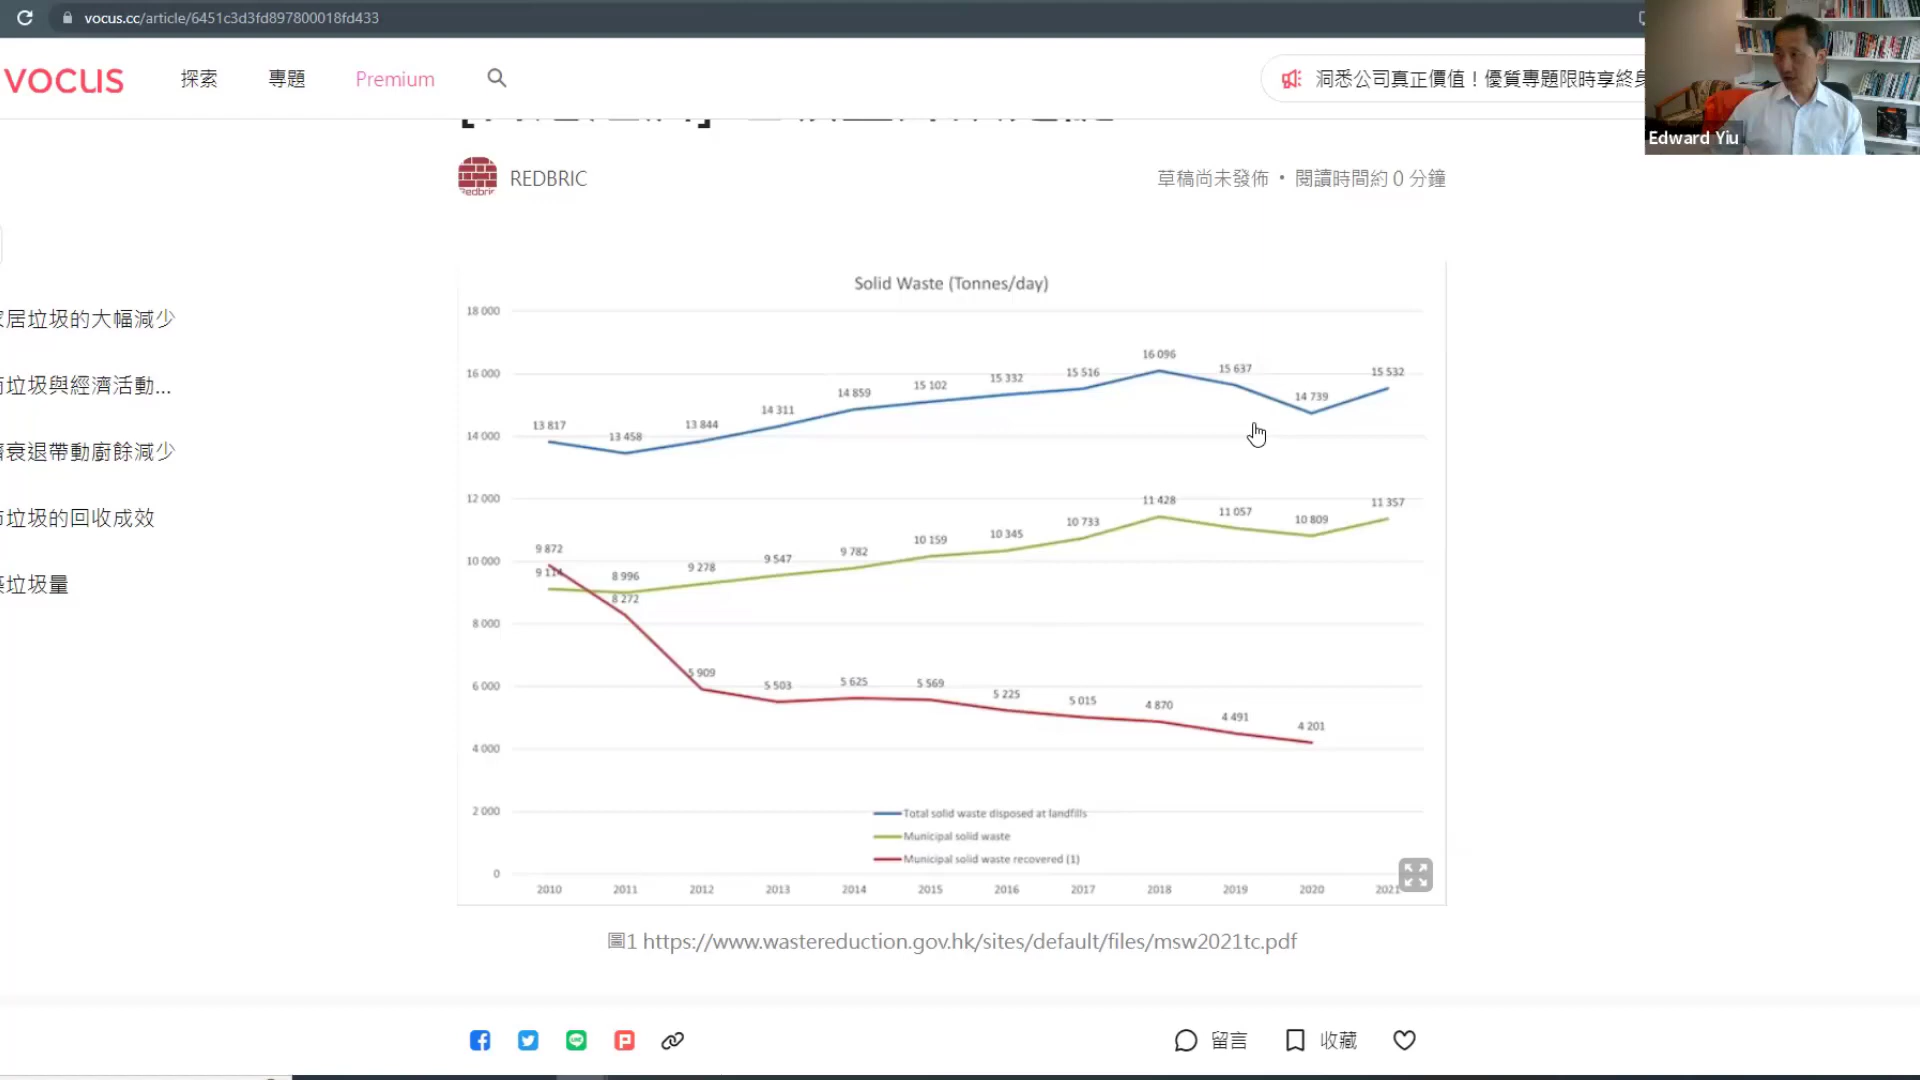 vocus.cc/article/6451c3d3fd897800018fd433
vocus
探索
專題
Premium
洞悉公司真正價值！優質專題限時享終身
Edward Yiu
Redbric
REDBRIC
草稿尚未發佈 • 閱讀時間約 0 分鐘
居垃圾的大幅減少
垃圾與經濟活動...
衰退帶動廚餘減少
垃圾的回收成效
垃圾量
Solid Waste (Tonnes/day)
18 000
16 000
14 000
12 000
10 000
8 000
6 000
4 000
2 000
0
13 817
13 458
13 844
14 311
14 859
15 102
15 332
15 516
16 096
15 637
14 739
15 532
9 114
8 996
9 278
9 547
9 782
10 159
10 345
10 733
11 428
11 057
10 809
11 357
9 872
8 272
5 909
5 503
5 625
5 569
5 225
5 015
4 870
4 491
4 201
Total solid waste disposed at landfills
Municipal solid waste
Municipal solid waste recovered (1)
2010
2011
2012
2013
2014
2015
2016
2017
2018
2019
2020
2021
圖1 https://www.wastereduction.gov.hk/sites/default/files/msw2021tc.pdf
留言
收藏